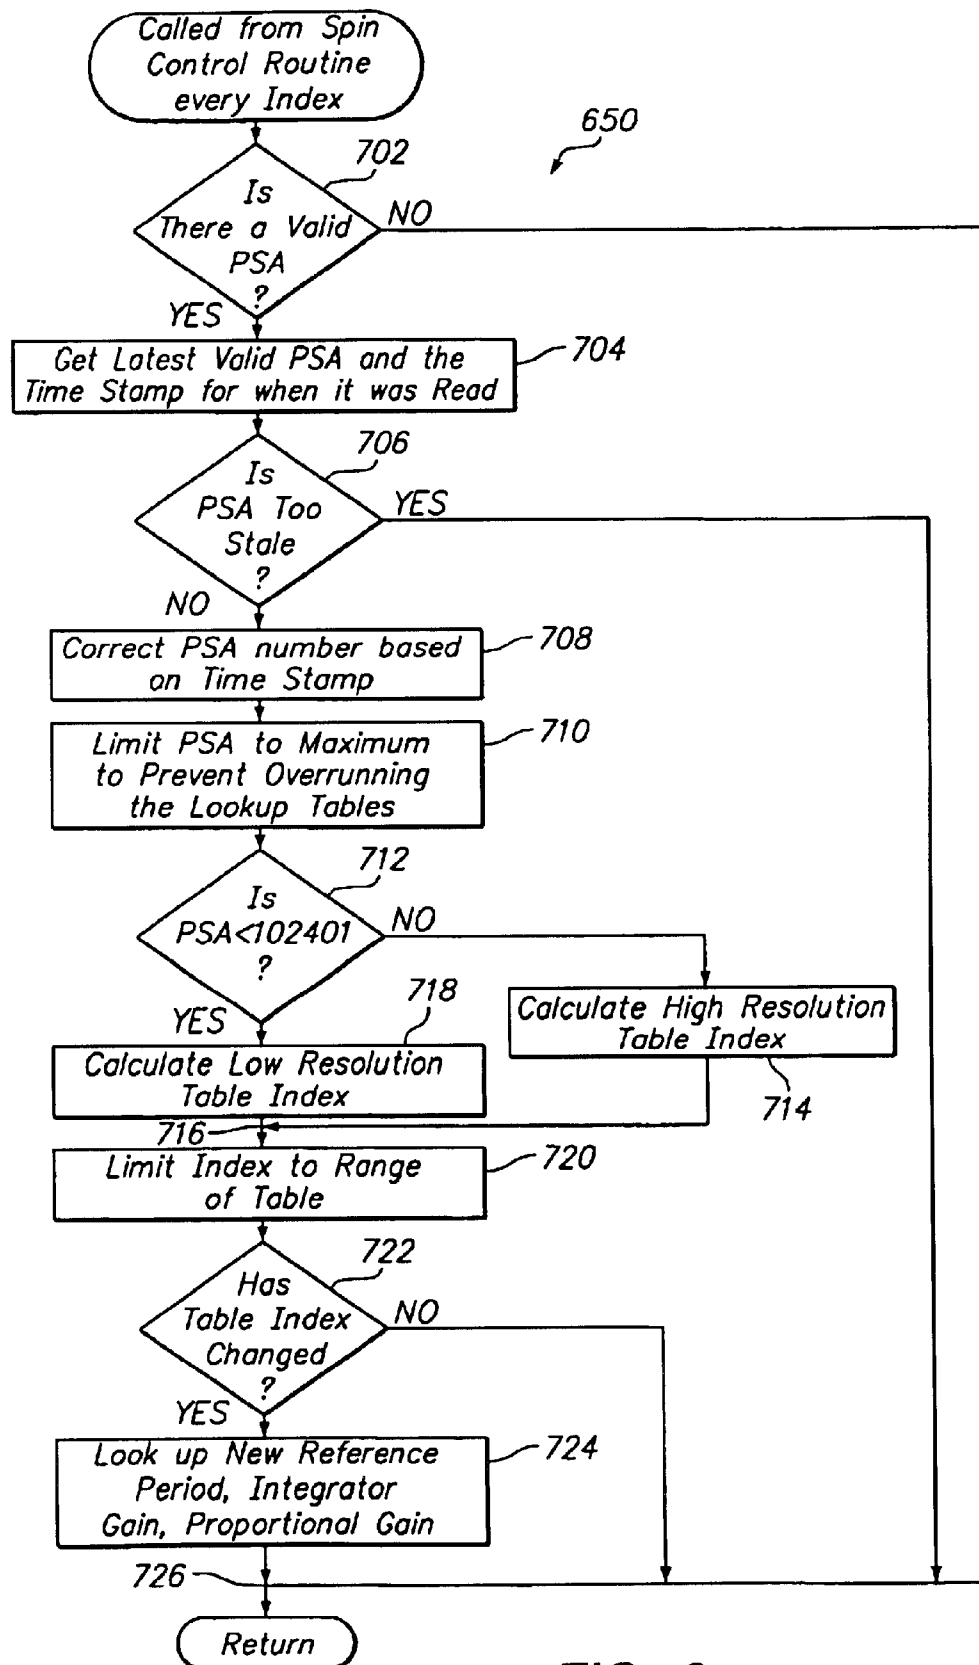 Called from Spin
Control Routine
every Index
650
702
Is
There a Valid
PSA
?
NO
YES
Get Latest Valid PSA and the
Time Stamp for when it was Read
704
706
Is
PSA Too
Stale
?
YES
NO
Correct PSA number based
on Time Stamp
708
Limit PSA to Maximum
to Prevent Overrunning
the Lookup Tables
710
712
Is
PSA<102401
?
NO
YES
718
Calculate Low Resolution
Table Index
Calculate High Resolution
Table Index
714
716
Limit Index to Range
of Table
720
722
Has
Table Index
Changed
?
NO
YES
Look up New Reference
Period, Integrator
Gain, Proportional Gain
724
726
Return